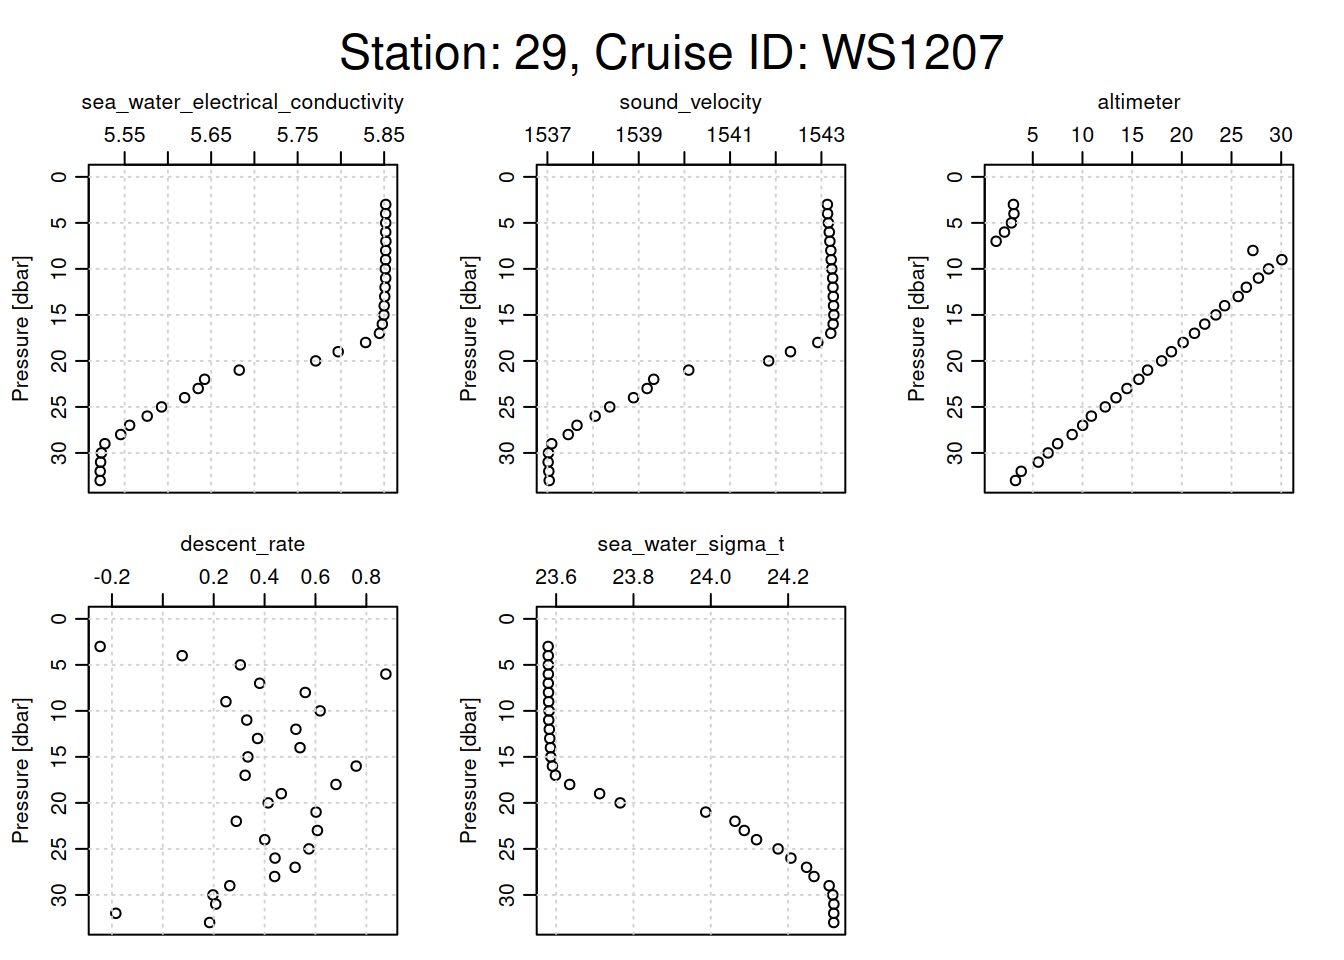 Station: 29, Cruise ID: WS1207
sea_water_electrical_conductivity
5.55 5.65 5.75 5.85
Pressure [dbar]
0 5 10 15 20 25 30
sound_velocity
1537 1539 1541 1543
Pressure [dbar]
0 5 10 15 20 25 30
altimeter
5 10 15 20 25 30
Pressure [dbar]
0 5 10 15 20 25 30
descent_rate
-0.2 0.2 0.4 0.6 0.8
Pressure [dbar]
0 5 10 15 20 25 30
sea_water_sigma_t
23.6 23.8 24.0 24.2
Pressure [dbar]
0 5 10 15 20 25 30